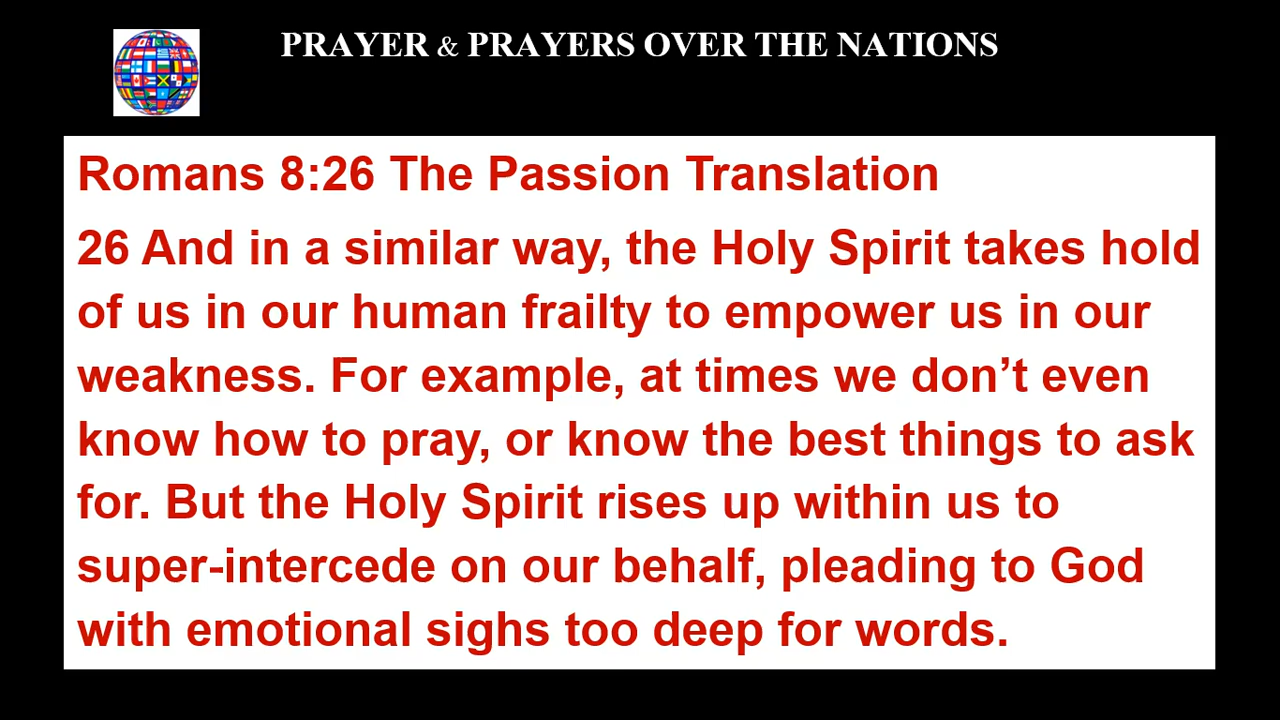 PRAYER & PRAYERS OVER THE NATIONS
Romans 8:26 The Passion Translation
26 And in a similar way, the Holy Spirit takes hold
of us in our human frailty to empower us in our
weakness. For example, at times we don’t even
know how to pray, or know the best things to ask
for. But the Holy Spirit rises up within us to
super-intercede on our behalf, pleading to God
with emotional sighs too deep for words.